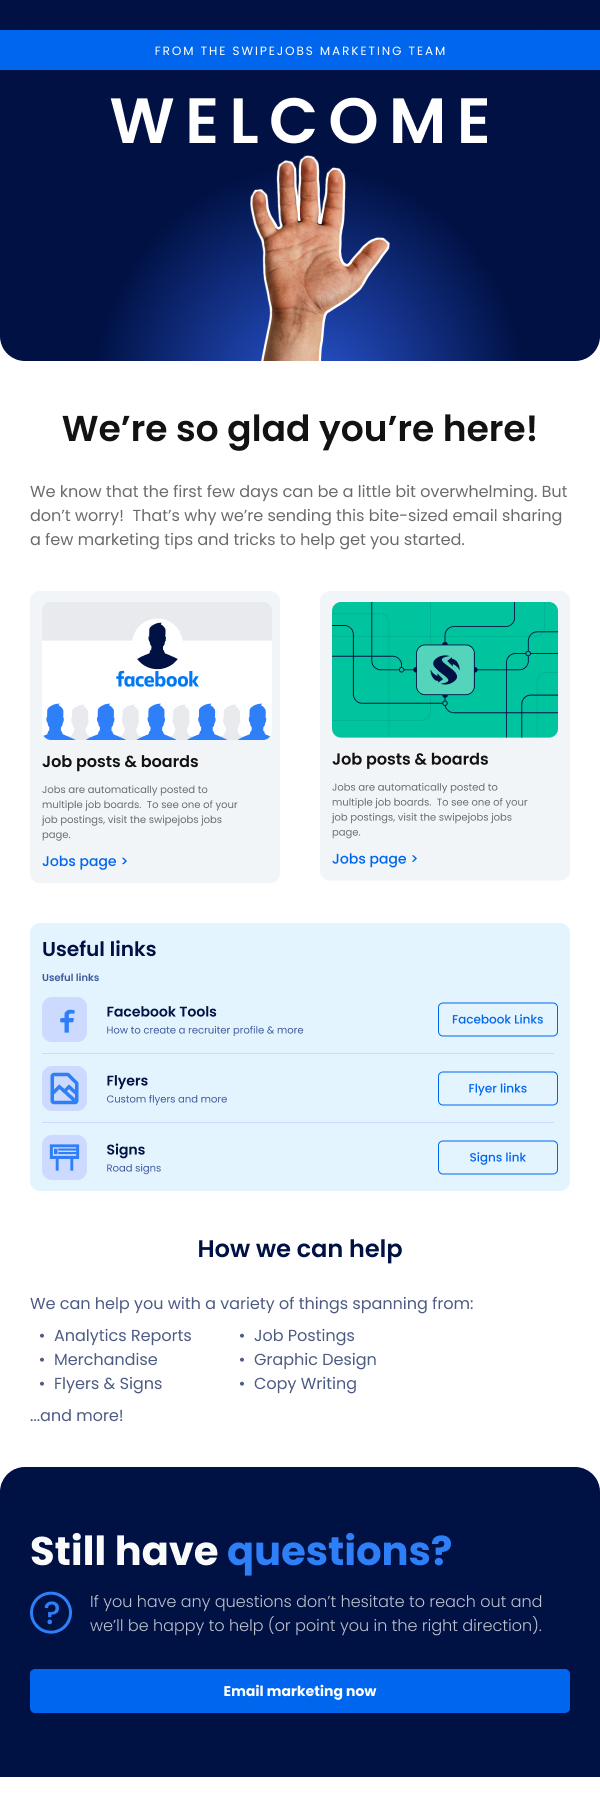 FROM THE SWIPEJOBS MARKETING TEAM
WELCOME
We’re so glad you’re here!
We know that the first few days can be a little bit overwhelming. But
don’t worry!  That’s why we’re sending this bite-sized email sharing
a few marketing tips and tricks to help get you started.
facebook
Job posts & boards
Jobs are automatically posted to
multiple job boards.  To see one of your
job postings, visit the swipejobs jobs
page.
Jobs page >
Job posts & boards
Jobs are automatically posted to
multiple job boards.  To see one of your
job postings, visit the swipejobs jobs
page.
Jobs page >
Useful links
Useful links
Facebook Tools
How to create a recruiter profile & more
Facebook Links
Flyers
Custom flyers and more
Flyer links
Signs
Road signs
Signs link
How we can help
We can help you with a variety of things spanning from:
• Analytics Reports
• Merchandise
• Flyers & Signs
• Job Postings
• Graphic Design
• Copy Writing
...and more!
Still have questions?
If you have any questions don’t hesitate to reach out and
we’ll be happy to help (or point you in the right direction).
Email marketing now